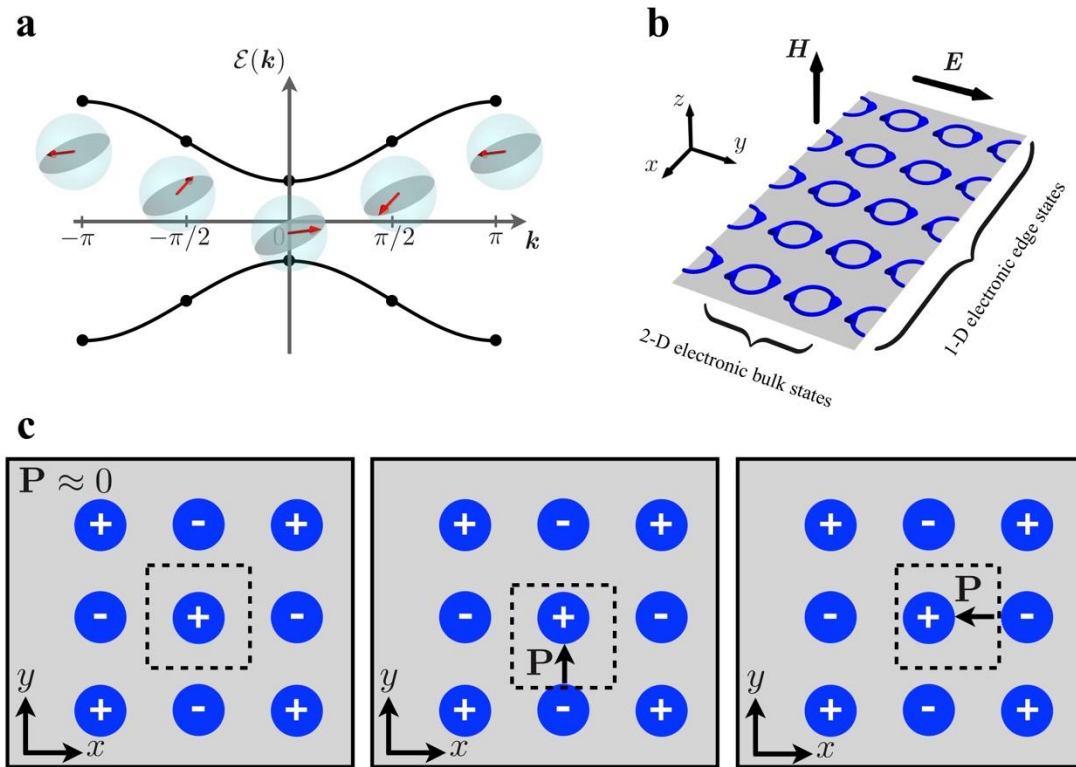 a
ℰ(k)
−π
−π/2
0
π/2
π
k
b
H
E
z
y
x
2-D electronic bulk states
1-D electronic edge states
c
P ≈ 0
+ - +
- + -
+ - +
y
x
+ - +
- + -
P
+ - +
y
x
+ - +
P
- + -
+ - +
y
x